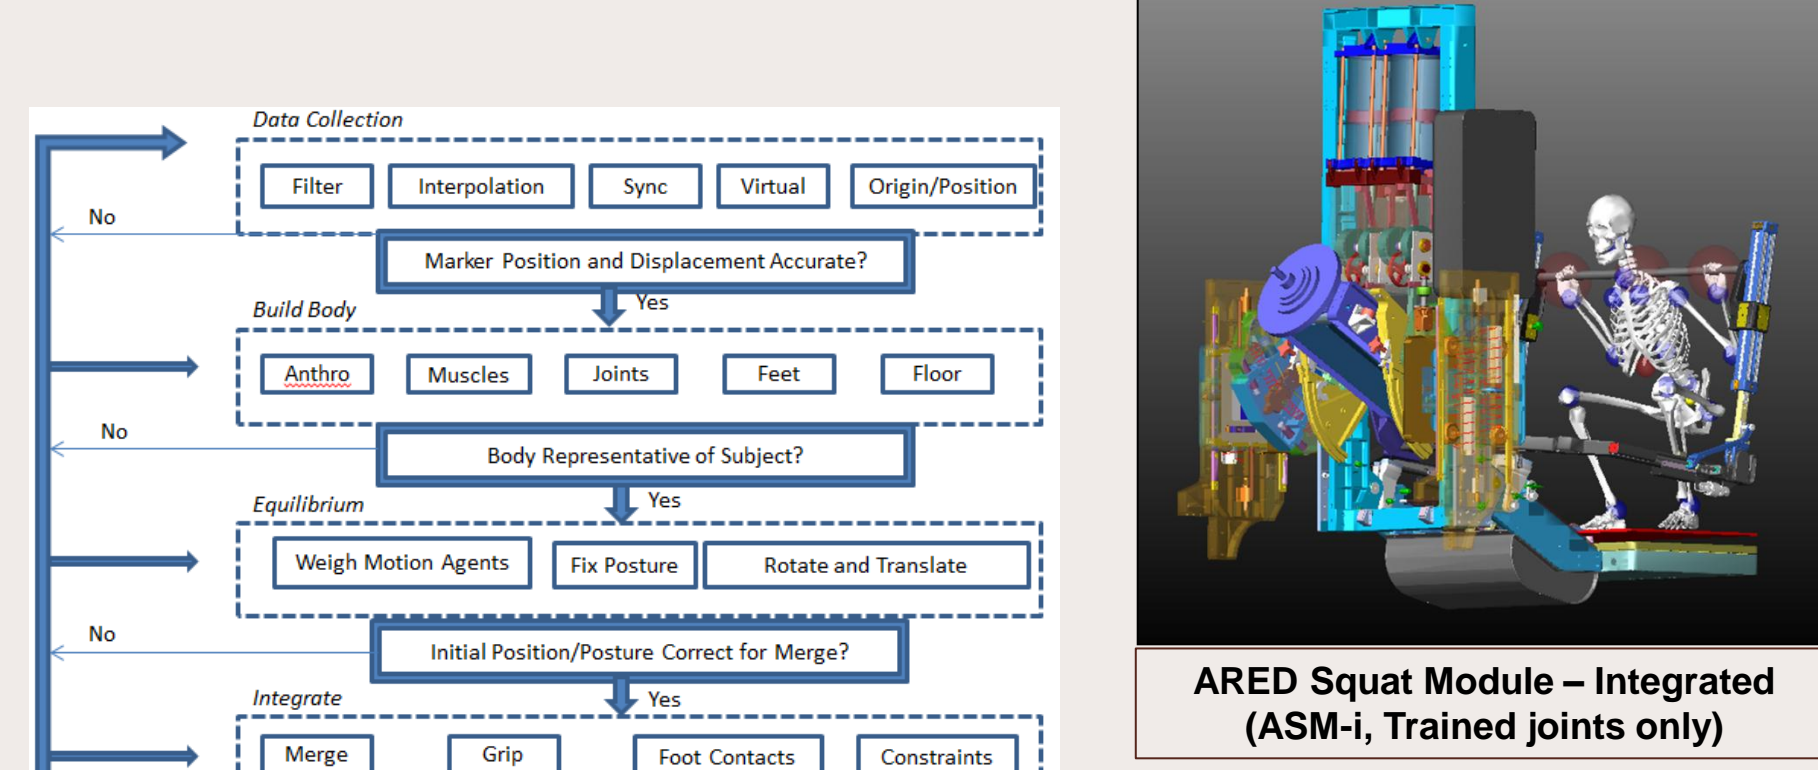 Data Collection
Filter Interpolation Sync Virtual Origin/Position
No
Marker Position and Displacement Accurate?
Yes
Build Body
Anthro Muscles Joints Feet Floor
No
Body Representative of Subject?
Yes
Equilibrium
Weigh Motion Agents Fix Posture Rotate and Translate
No
Initial Position/Posture Correct for Merge?
Yes
Integrate
Merge Grip Foot Contacts Constraints
ARED Squat Module – Integrated
(ASM-i, Trained joints only)